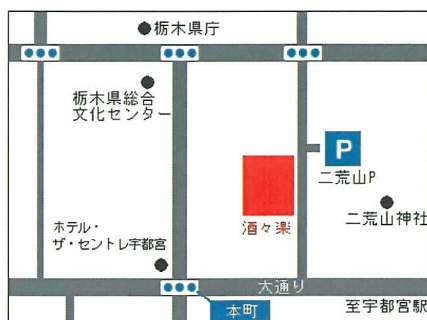 栃木県庁
栃木県総合
文化センター
P
二荒山P
酒々楽
二荒山神社
ホテル・
ザ・セントレ宇都宮
大通り
本町
至宇都宮駅